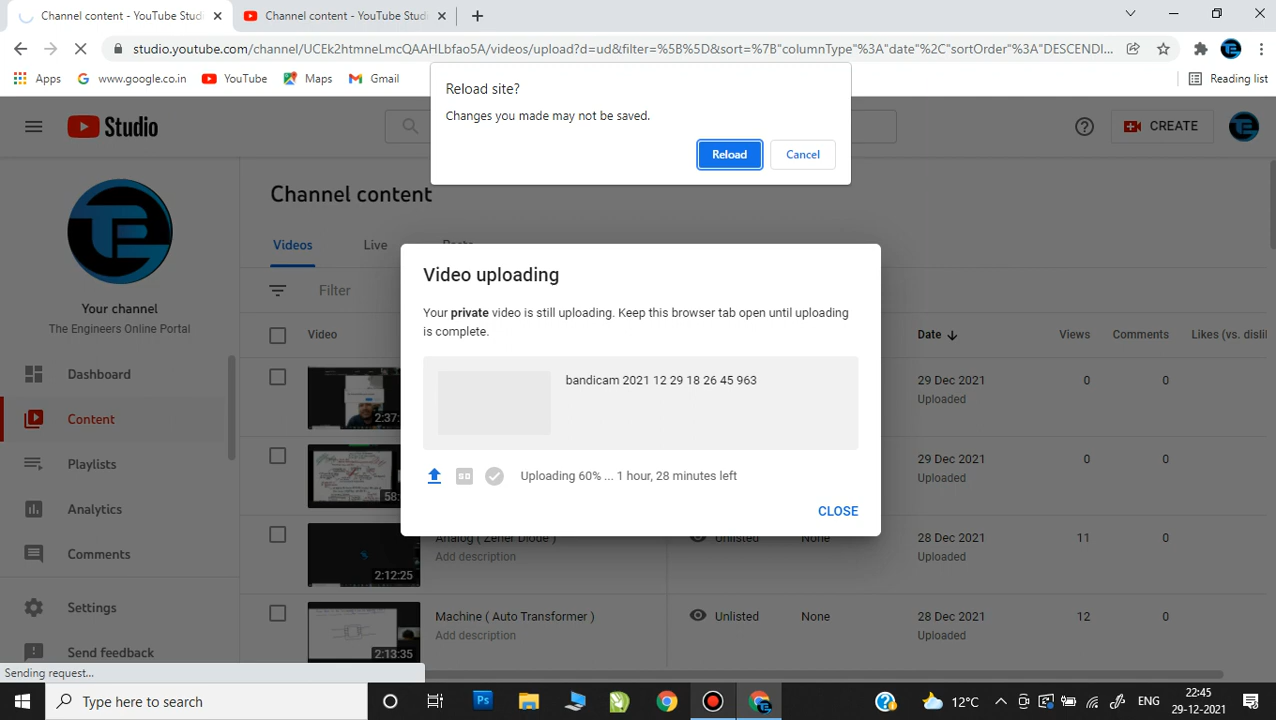 Channel content - YouTube Studi
Channel content - YouTube Studi
studio.youtube.com/channel/UCEk2htmneLmcQAAHLbfao5A/videos/upload?d=ud&filter=%5B%5D&sort=%7B"columnType"%3A"date"%2C"sortOrder"%3A"DESCENDI...
Apps
www.google.co.in
YouTube
Maps
Gmail
Reading list
Reload site?
Changes you made may not be saved.
Reload
Cancel
Studio
CREATE
Channel content
Videos
Live
Posts
Filter
Your channel
The Engineers Online Portal
Dashboard
Content
Playlists
Analytics
Comments
Settings
Send feedback
Video
Date
Views
Comments
Likes (vs. disli
Video uploading
Your private video is still uploading. Keep this browser tab open until uploading
is complete.
bandicam 2021 12 29 18 26 45 963
SD
Uploading 60% ... 1 hour, 28 minutes left
CLOSE
2:37:
29 Dec 2021
0
0
Uploaded
58:
29 Dec 2021
0
0
Uploaded
2:12:25
Analog ( Zener Diode )
Add description
Unlisted
None
28 Dec 2021
11
0
Uploaded
2:13:35
Machine ( Auto Transformer )
Add description
Unlisted
None
28 Dec 2021
12
0
Uploaded
Sending request...
Type here to search
Ps
12°C
ENG
22:45
29-12-2021